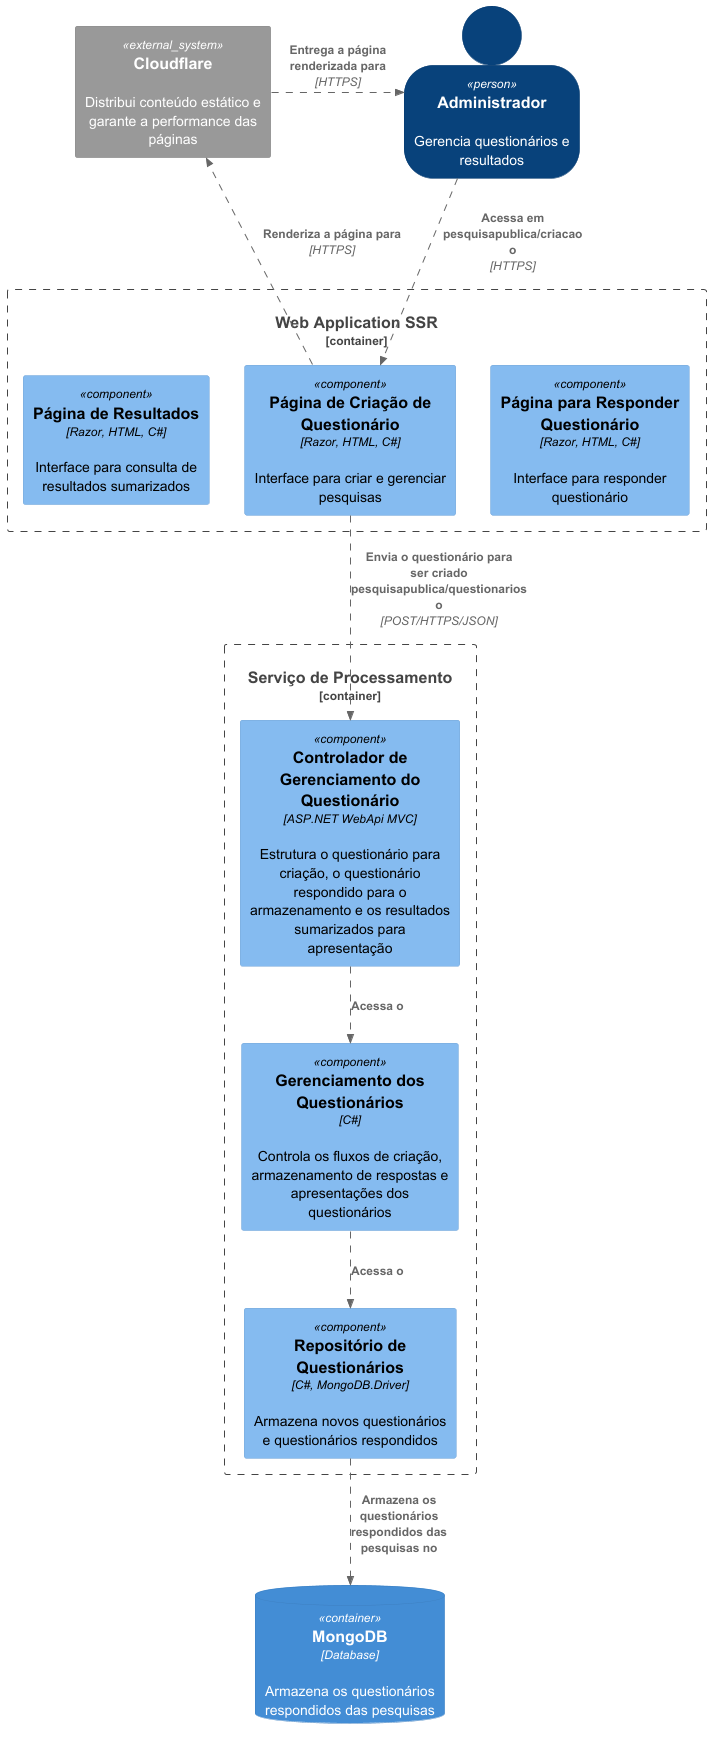 «external_system»
Cloudflare
Distribui conteúdo estático e
garante a performance das
páginas
Entrega a página
renderizada para
[HTTPS]
«person»
Administrador
Gerencia questionários e
resultados
Renderiza a página para
[HTTPS]
Acessa em
pesquisapublica/criacao
o
[HTTPS]
Web Application SSR
[container]
«component»
Página de Resultados
[Razor, HTML, C#]
Interface para consulta de
resultados sumarizados
«component»
Página de Criação de
Questionário
[Razor, HTML, C#]
Interface para criar e gerenciar
pesquisas
«component»
Página para Responder
Questionário
[Razor, HTML, C#]
Interface para responder
questionário
Envia o questionário para
ser criado
pesquisapublica/questionarios
o
[POST/HTTPS/JSON]
Serviço de Processamento
[container]
«component»
Controlador de
Gerenciamento do
Questionário
[ASP.NET WebApi MVC]
Estrutura o questionário para
criação, o questionário
respondido para o
armazenamento e os resultados
sumarizados para
apresentação
Acessa o
«component»
Gerenciamento dos
Questionários
[C#]
Controla os fluxos de criação,
armazenamento de respostas e
apresentações dos
questionários
Acessa o
«component»
Repositório de
Questionários
[C#, MongoDB.Driver]
Armazena novos questionários
e questionários respondidos
Armazena os
questionários
respondidos das
pesquisas no
«container»
MongoDB
[Database]
Armazena os questionários
respondidos das pesquisas